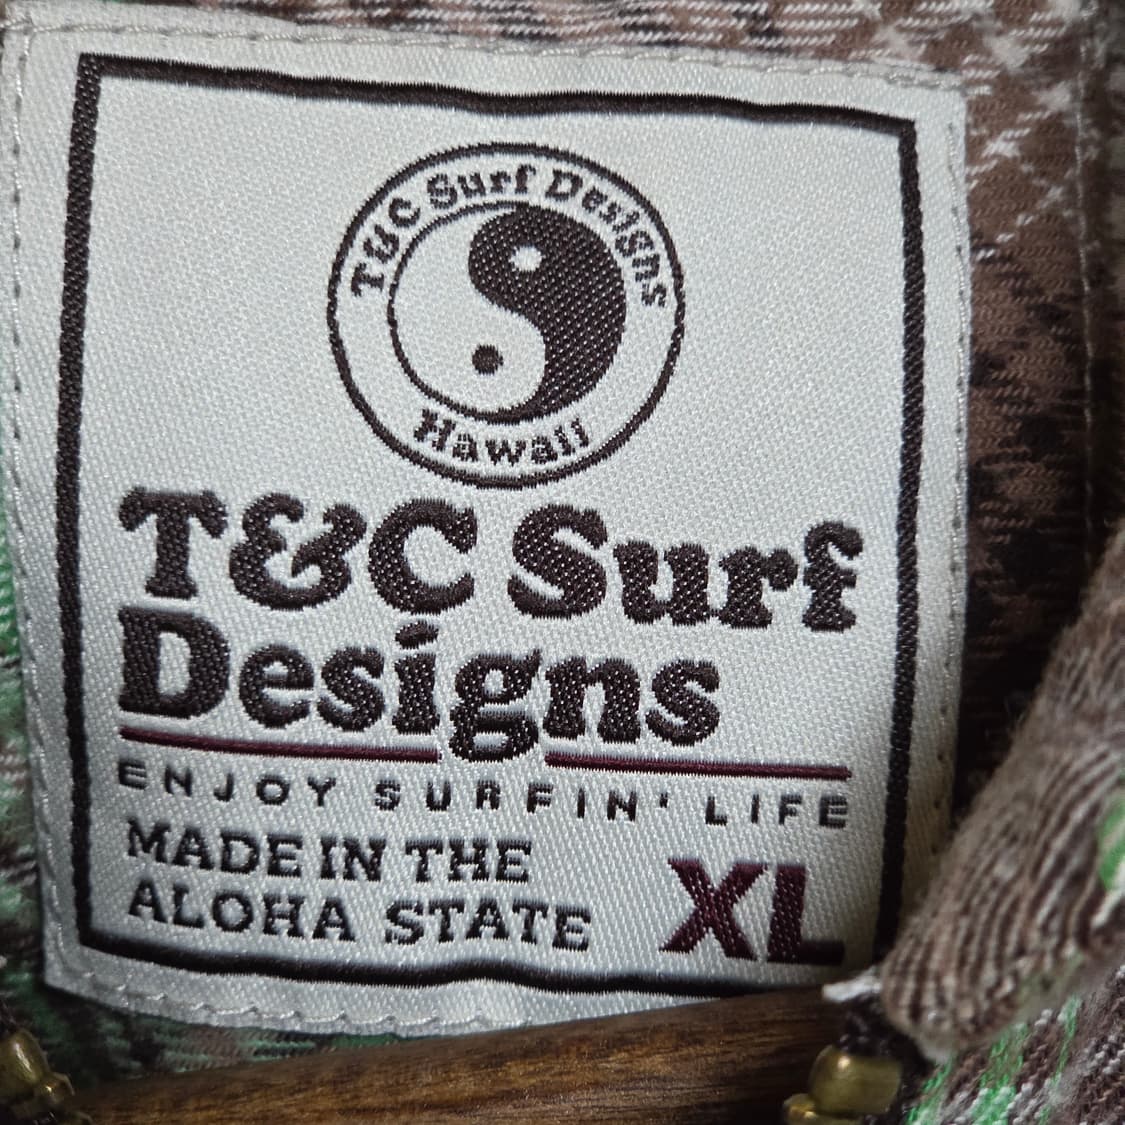 T&C Surf Designs
Hawaii
T&C Surf
Designs
ENJOY SURFIN' LIFE
MADE IN THE
ALOHA STATE
XL